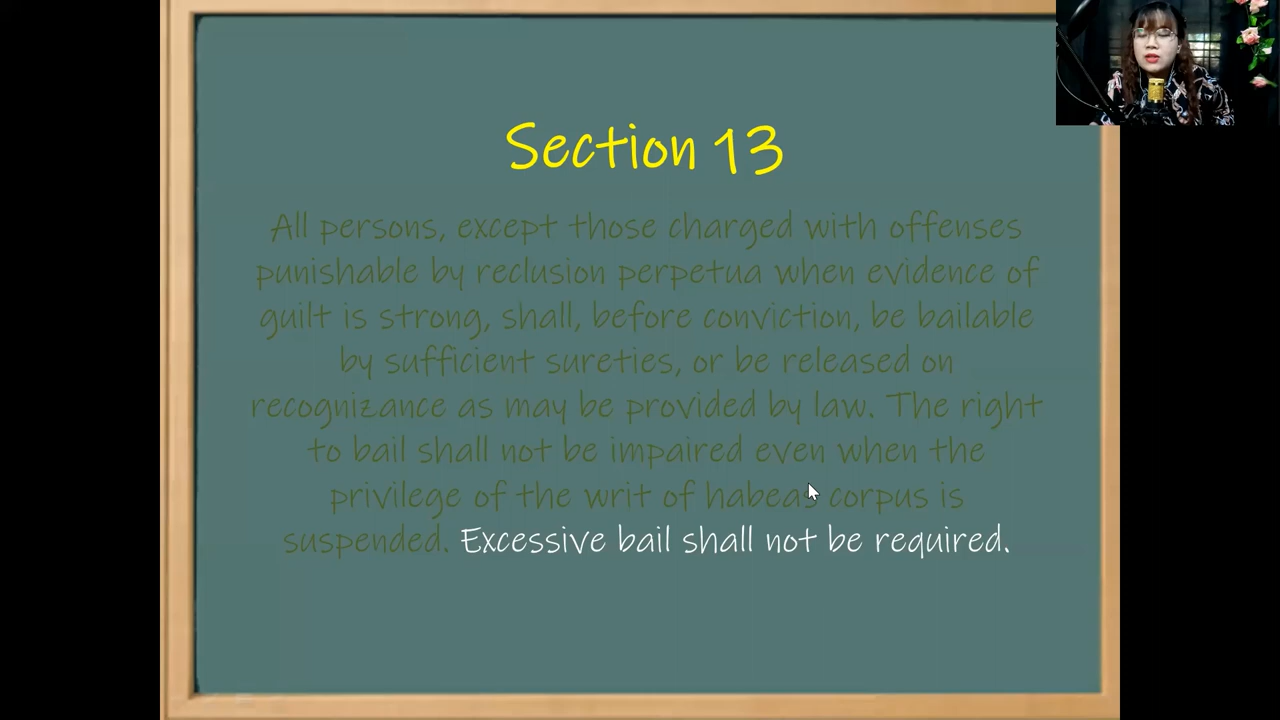 Section 13
All persons, except those charged with offenses
punishable by reclusion perpetua when evidence of
guilt is strong, shall, before conviction, be bailable
by sufficient sureties, or be released on
recognizance as may be provided by law. The right
to bail shall not be impaired even when the
privilege of the writ of habeas corpus is
suspended. Excessive bail shall not be required.